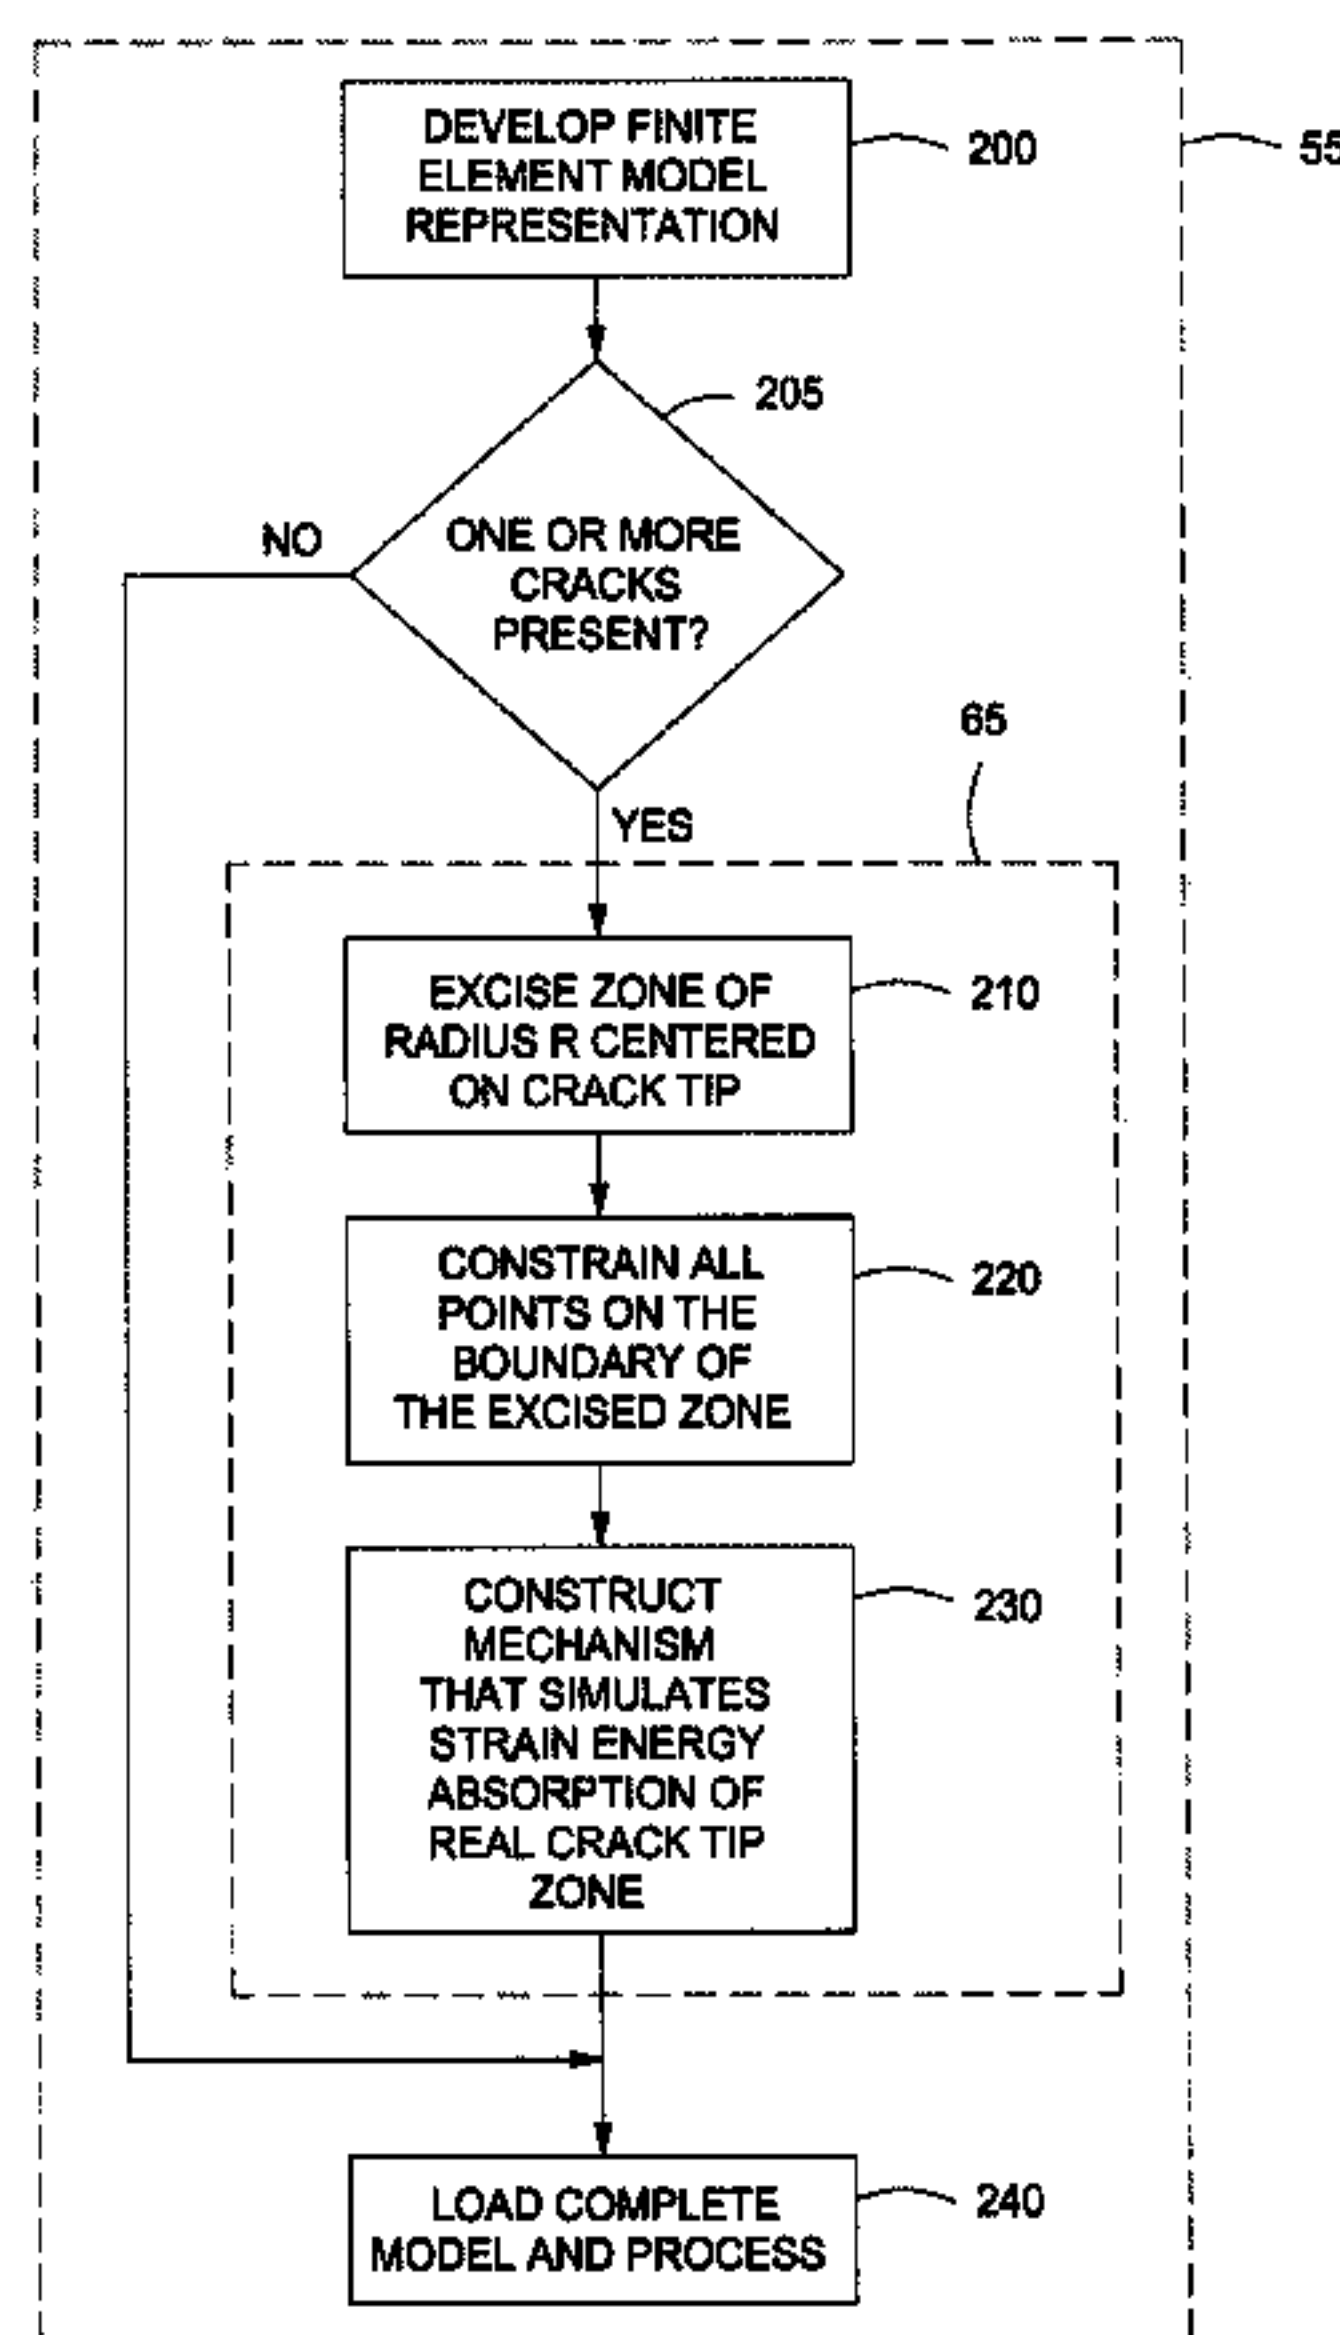 DEVELOP FINITE
ELEMENT MODEL
REPRESENTATION
200
55
205
NO
ONE OR MORE
CRACKS
PRESENT?
65
YES
EXCISE ZONE OF
RADIUS R CENTERED
ON CRACK TIP
210
CONSTRAIN ALL
POINTS ON THE
BOUNDARY OF
THE EXCISED ZONE
220
CONSTRUCT
MECHANISM
THAT SIMULATES
STRAIN ENERGY
ABSORPTION OF
REAL CRACK TIP
ZONE
230
LOAD COMPLETE
MODEL AND PROCESS
240